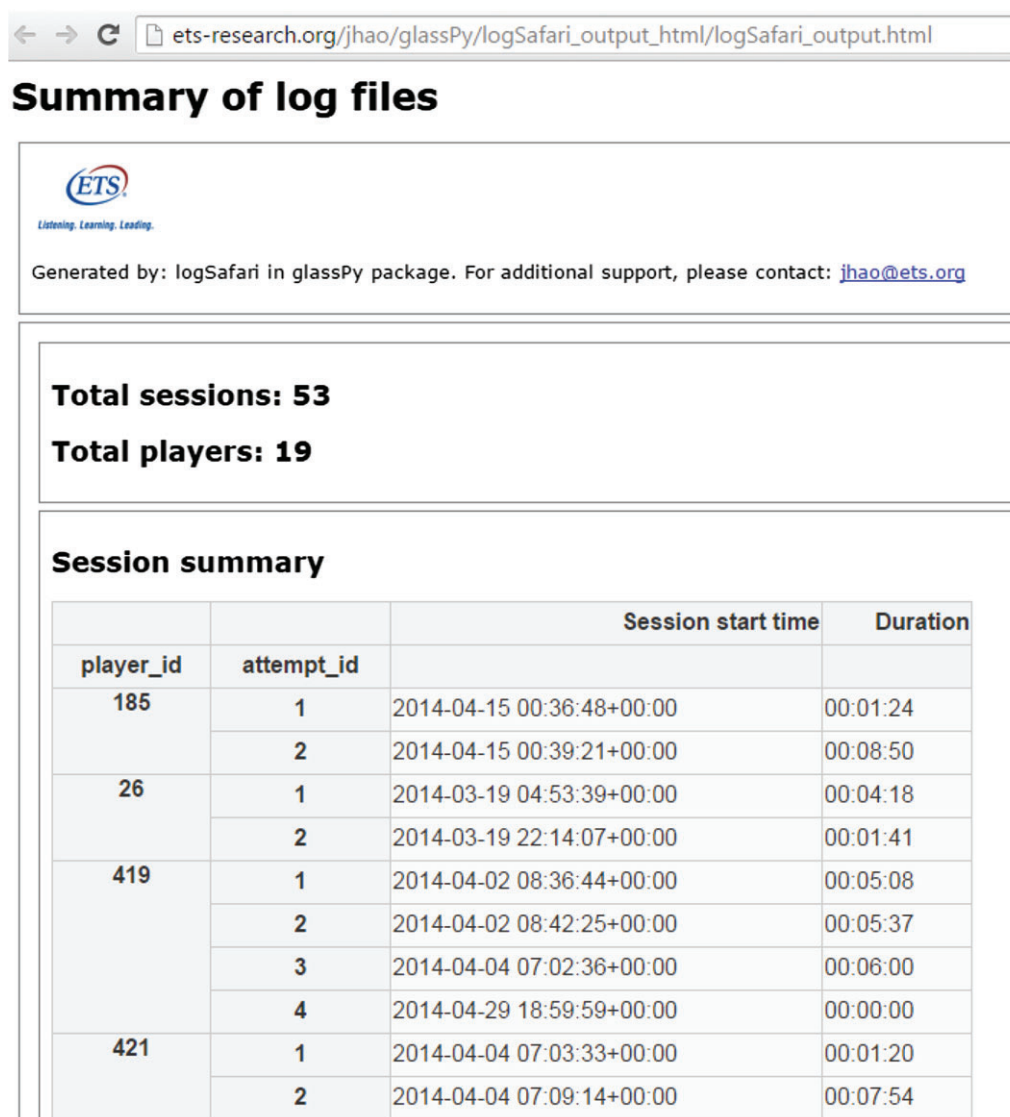 ets-research.org/jhao/glassPy/logSafari_output_html/logSafari_output.html
Summary of log files
ETS
Listening. Learning. Leading.
Generated by: logSafari in glassPy package. For additional support, please contact: jhao@ets.org
Total sessions: 53
Total players: 19
Session summary
Session start time Duration
player_id attempt_id
185 1 2014-04-15 00:36:48+00:00 00:01:24
2 2014-04-15 00:39:21+00:00 00:08:50
26 1 2014-03-19 04:53:39+00:00 00:04:18
2 2014-03-19 22:14:07+00:00 00:01:41
419 1 2014-04-02 08:36:44+00:00 00:05:08
2 2014-04-02 08:42:25+00:00 00:05:37
3 2014-04-04 07:02:36+00:00 00:06:00
4 2014-04-29 18:59:59+00:00 00:00:00
421 1 2014-04-04 07:03:33+00:00 00:01:20
2 2014-04-04 07:09:14+00:00 00:07:54